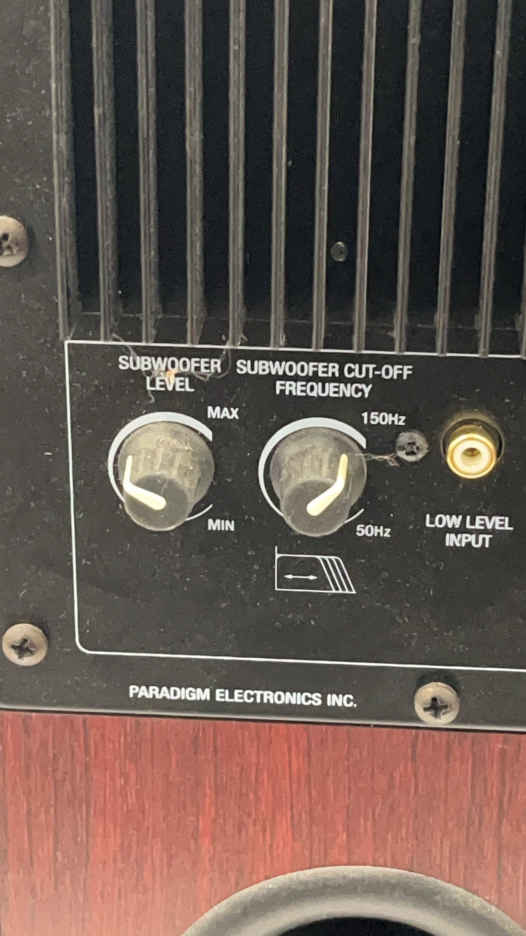 SUBWOOFER
LEVEL
SUBWOOFER CUT-OFF
FREQUENCY
MAX
150Hz
MIN
50Hz
LOW LEVEL
INPUT
PARADIGM ELECTRONICS INC.